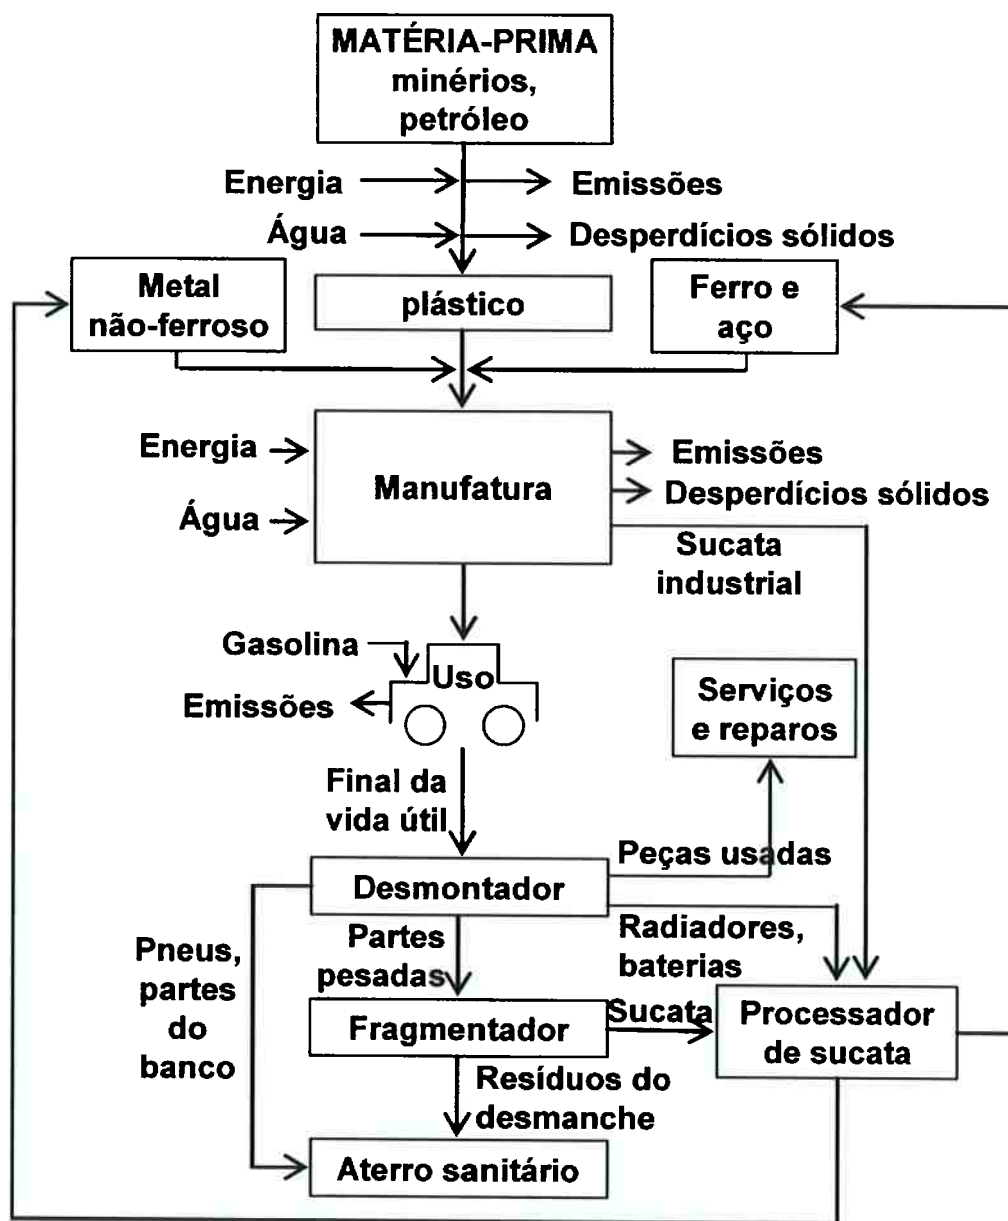 MATÉRIA-PRIMA
minérios,
petróleo
Energia
Emissões
Água
Desperdícios sólidos
Metal
não-ferroso
plástico
Ferro e
aço
Energia
Água
Manufatura
Emissões
Desperdícios sólidos
Sucata
industrial
Gasolina
Emissões
Uso
Serviços
e reparos
Final da
vida útil
Desmontador
Peças usadas
Radiadores,
baterias
Pneus,
partes
do
banco
Partes
pesadas
Fragmentador
Sucata
Processador
de sucata
Resíduos do
desmanche
Aterro sanitário